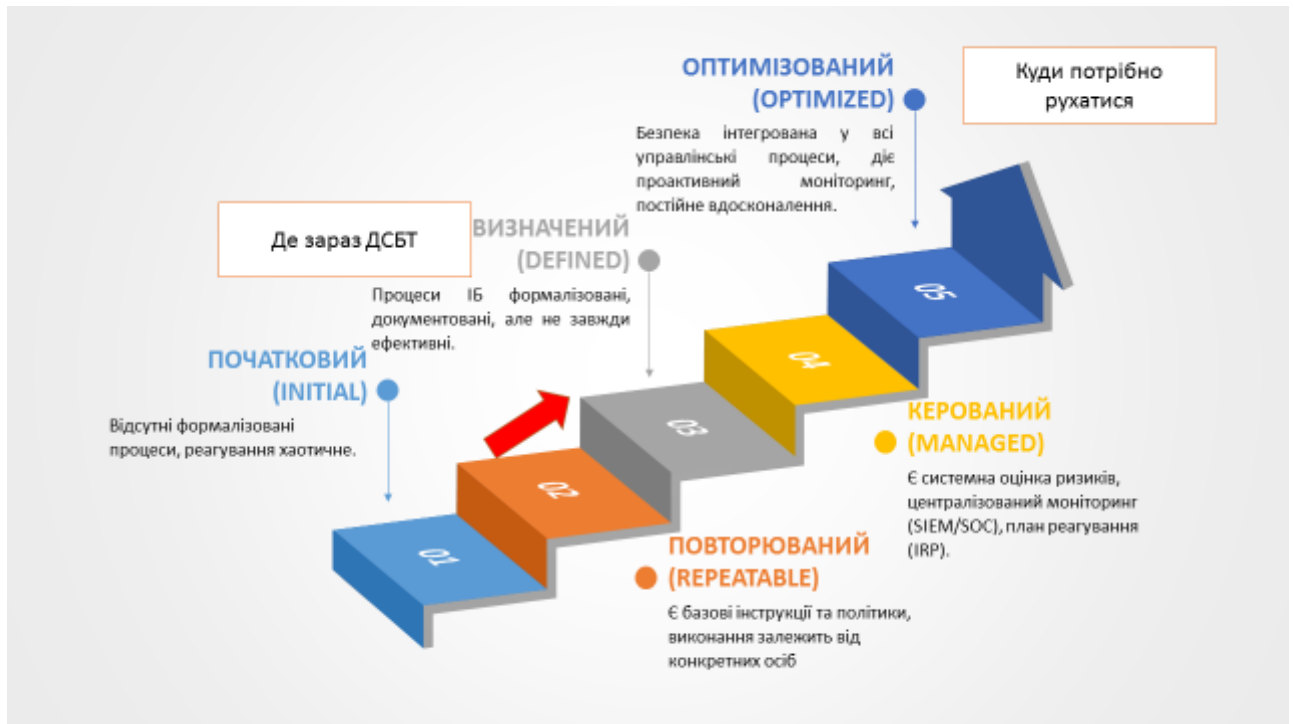 ОПТИМІЗОВАНИЙ
(OPTIMIZED)
Безпека інтегрована у всі
управлінські процеси, діє
проактивний моніторинг,
постійне вдосконалення.
Куди потрібно
рухатися
Де зараз ДСБТ
ВИЗНАЧЕНИЙ
(DEFINED)
Процеси ІБ формалізовані,
документовані, але не завжди
ефективні.
ПОЧАТКОВИЙ
(INITIAL)
Відсутні формалізовані
процеси, реагування хаотичне.
01
02
03
04
05
КЕРОВАНИЙ
(MANAGED)
Є системна оцінка ризиків,
централізований моніторинг
(SIEM/SOC), план реагування
(IRP).
ПОВТОРЮВАНИЙ
(REPEATABLE)
Є базові інструкції та політики,
виконання залежить від
конкретних осіб